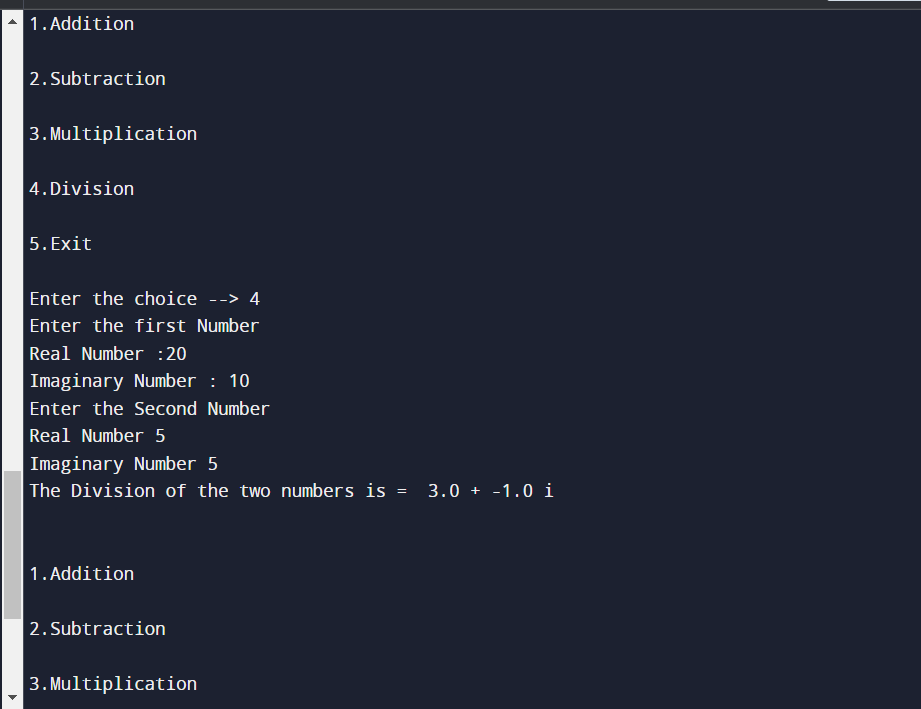 1.Addition
2.Subtraction
3.Multiplication
4.Division
5.Exit
Enter the choice --> 4
Enter the first Number
Real Number :20
Imaginary Number : 10
Enter the Second Number
Real Number 5
Imaginary Number 5
The Division of the two numbers is =  3.0 + -1.0 i
1.Addition
2.Subtraction
3.Multiplication